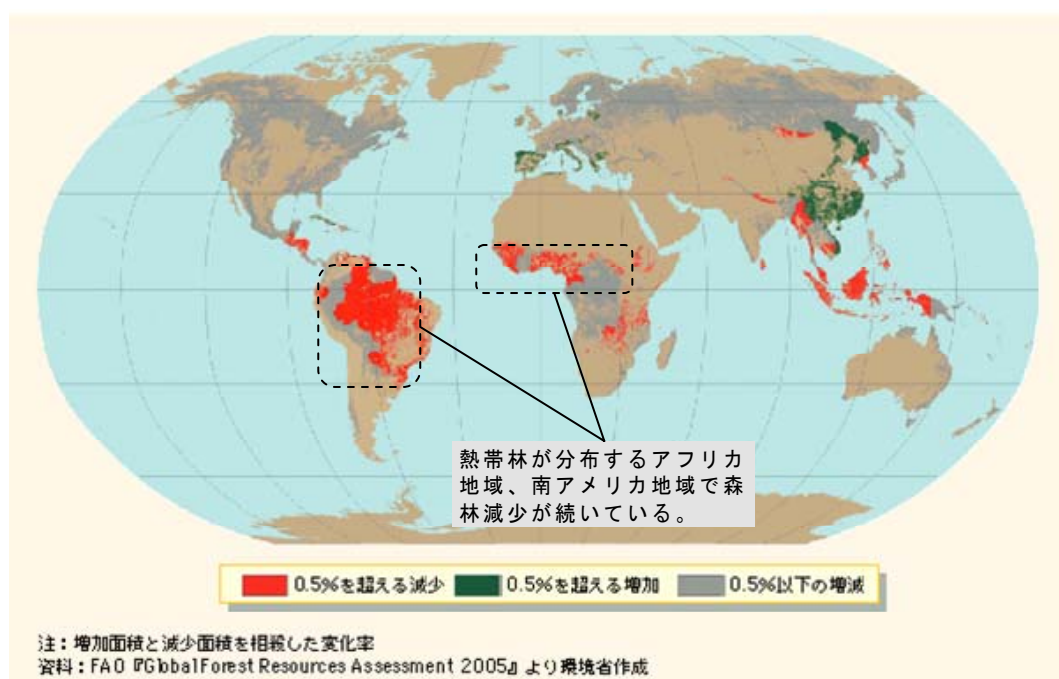 熱帯林が分布するアフリカ
地域、南アメリカ地域で森
林減少が続いている。
0.5%を超える減少 0.5%を超える増加 0.5%以下の増減
注：増加面積と減少面積を相殺した変化率
資料：FAO『Global Forest Resources Assessment 2005』より環境省作成